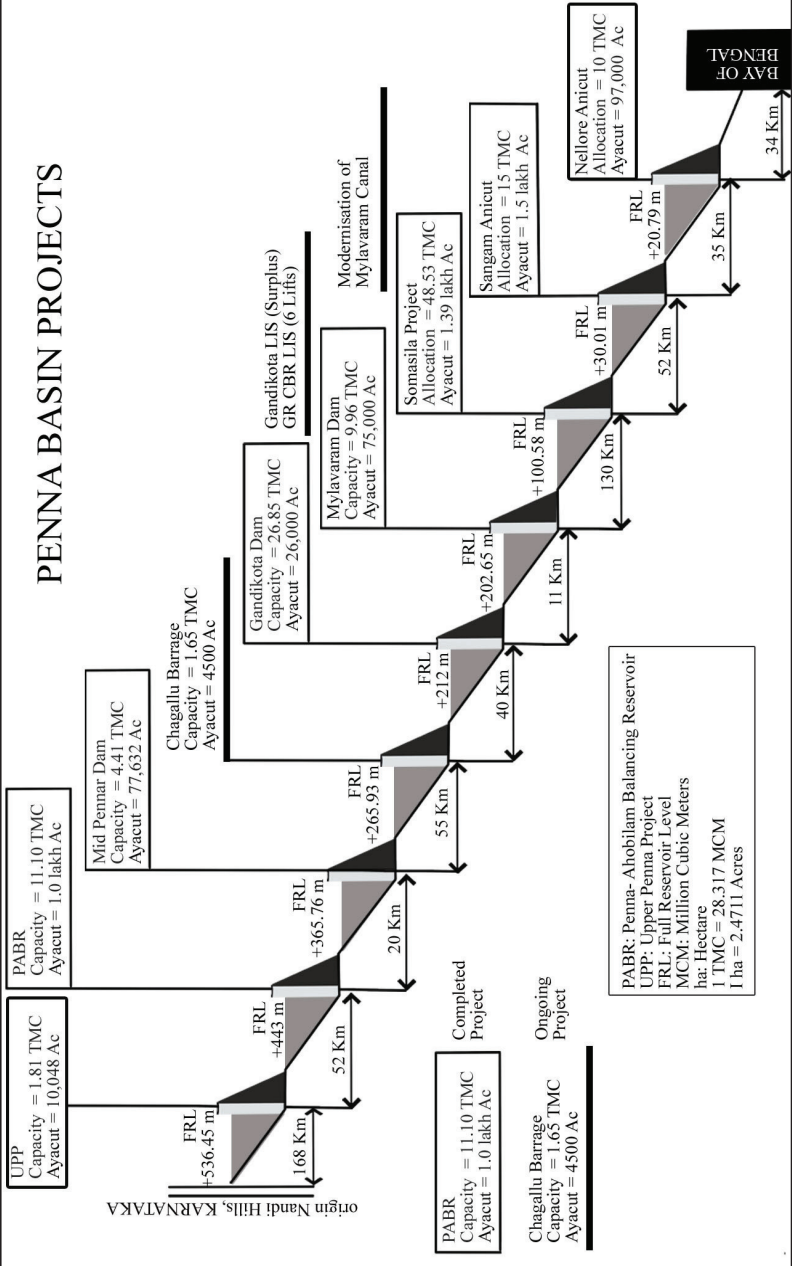 PENNA BASIN PROJECTS
UPP
Capacity = 1.81 TMC
Ayacut = 10,048 Ac
PABR
Capacity = 11.10 TMC
Ayacut = 1.0 lakh Ac
Mid Pennar Dam
Capacity = 4.41 TMC
Ayacut = 77,632 Ac
Chagallu Barrage
Capacity = 1.65 TMC
Ayacut = 4500 Ac
Gandikota Dam
Capacity = 26.85 TMC
Ayacut = 26,000 Ac
Gandikota LIS (Surplus)
GR CBR LIS (6 Lifts)
Mylavaram Dam
Capacity = 9.96 TMC
Ayacut = 75,000 Ac
Modernisation of
Mylavaram Canal
Somasila Project
Allocation = 48.53 TMC
Ayacut = 1.39 lakh Ac
Sangam Anicut
Allocation = 15 TMC
Ayacut = 1.5 lakh Ac
Nellore Anicut
Allocation = 10 TMC
Ayacut = 97,000 Ac
BAY OF
BENGAL
origin Nandi Hills, KARNATAKA
FRL
+536.45 m
FRL
+443 m
FRL
+365.76 m
FRL
+265.93 m
FRL
+212 m
FRL
+202.65 m
FRL
+100.58 m
FRL
+30.01 m
FRL
+20.79 m
168 Km
52 Km
20 Km
55 Km
40 Km
11 Km
130 Km
52 Km
35 Km
34 Km
PABR
Capacity = 11.10 TMC
Ayacut = 1.0 lakh Ac
Completed
Project
Chagallu Barrage
Capacity = 1.65 TMC
Ayacut = 4500 Ac
Ongoing
Project
PABR: Penna- Ahobilam Balancing Reservoir
UPP: Upper Penna Project
FRL: Full Reservoir Level
MCM: Million Cubic Meters
ha: Hectare
1 TMC = 28.317 MCM
I ha = 2.4711 Acres